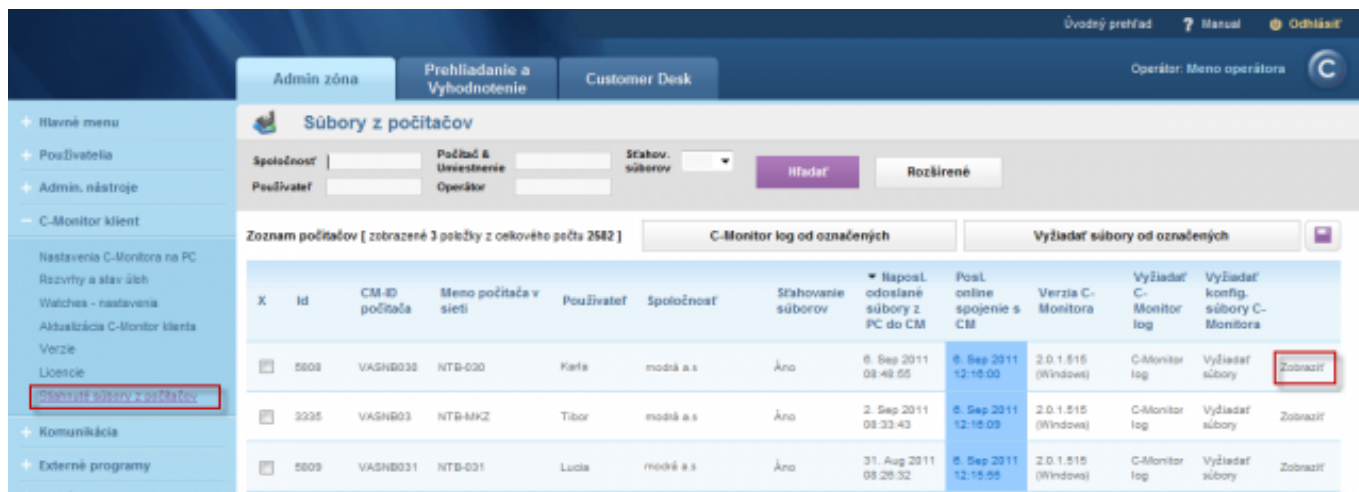 Úvodný prehľad ? Manual Odhlásiť
Admin zóna
Prehliadanie a
Vyhodnotenie
Customer Desk
Operátor: Meno operátora
Hlavné menu
Používatelia
Admin. nástroje
C-Monitor klient
Nastavenia C-Monitora na PC
Rozvrhy a stav úloh
Watches - nastavenia
Aktualizácia C-Monitor klienta
Verzie
Licencie
Stiahnuté súbory z počítačov
Komunikácia
Externé programy
Súbory z počítačov
Spoločnosť
Počítač &
Umiestnenie
Sťahov.
súborov
Používateľ
Operátor
Hľadať
Rozšírené
Zoznam počítačov [ zobrazené 3 položky z celkového počtu 2582 ]
C-Monitor log od označených
Vyžiadať súbory od označených
X
Id
CM-ID
počítača
Meno počítača v
sieti
Používateľ
Spoločnosť
Sťahovanie
súborov
Naposl.
odoslané
súbory z
PC do CM
Posl.
online
spojenie s
CM
Verzia C-
Monitora
Vyžiadať
C-
Monitor
log
Vyžiadať
konfig.
súbory C-
Monitora
5808 VASNB030 NTB-030 Karla modrá a.s Áno
6. Sep 2011
08:48:55
6. Sep 2011
12:16:00
2.0.1.515
(Windows)
C-Monitor
log
Vyžiadať
súbory
Zobraziť
3335 VASNB03 NTB-MKZ Tibor modrá a.s Áno
2. Sep 2011
08:33:43
6. Sep 2011
12:16:09
2.0.1.515
(Windows)
C-Monitor
log
Vyžiadať
súbory
Zobraziť
5809 VASNB031 NTB-031 Lucia modrá a.s Áno
31. Aug 2011
08:26:32
6. Sep 2011
12:15:55
2.0.1.515
(Windows)
C-Monitor
log
Vyžiadať
súbory
Zobraziť